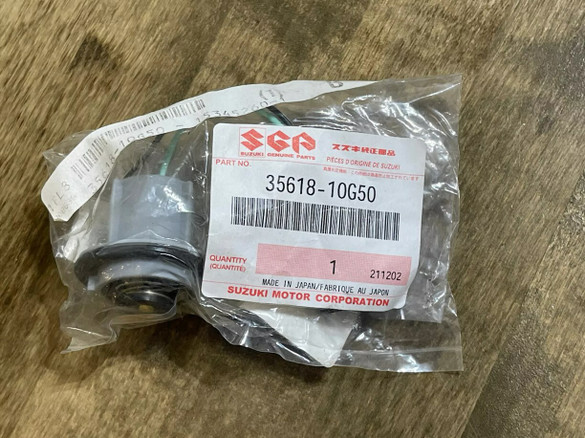 SGP
SUZUKI GENUINE PARTS
スズキ純正部品
PIÈCES D'ORIGINE DE SUZUKI
PART NO.
35618-10G50
QUANTITY
(QUANTITÉ)
1
211202
MADE IN JAPAN/FABRIQUÉ AU JAPON
SUZUKI MOTOR CORPORATION